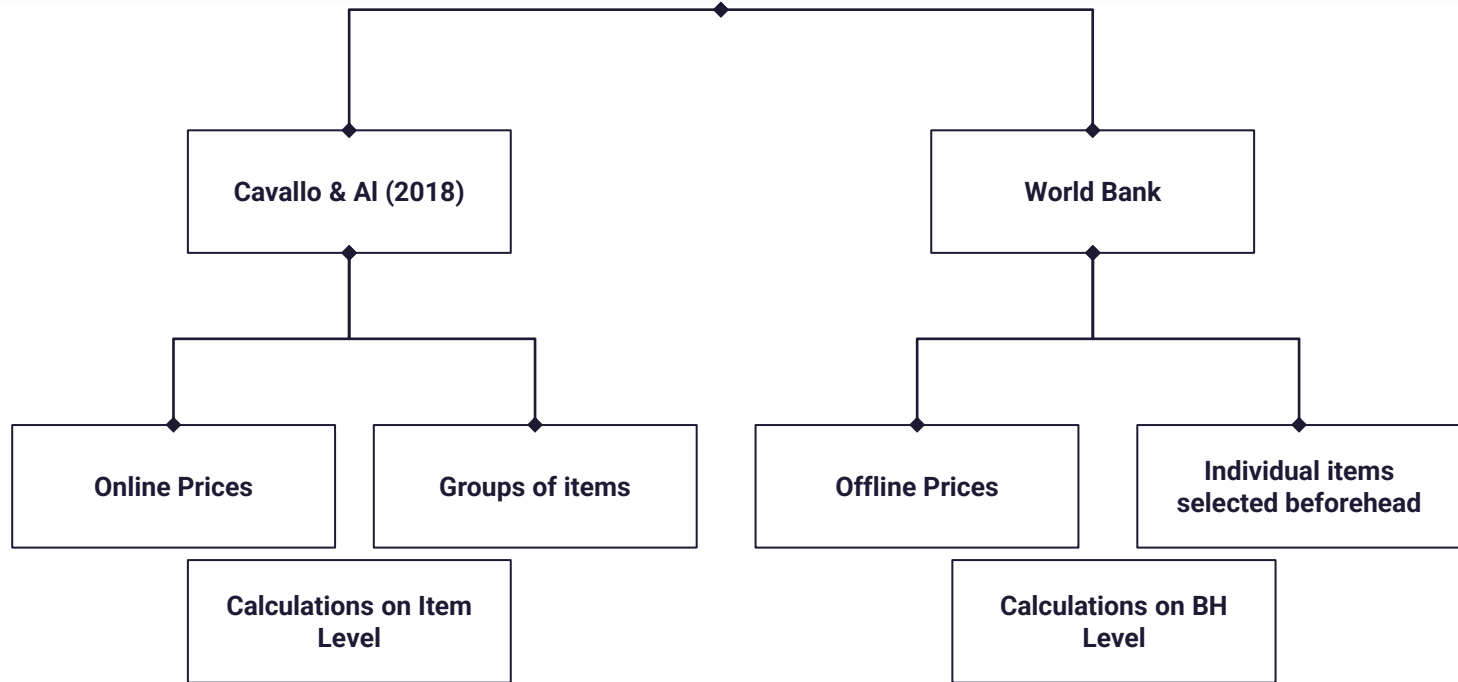 Cavallo & Al (2018)
World Bank
Online Prices
Groups of items
Offline Prices
Individual items
selected beforehead
Calculations on Item
Level
Calculations on BH
Level